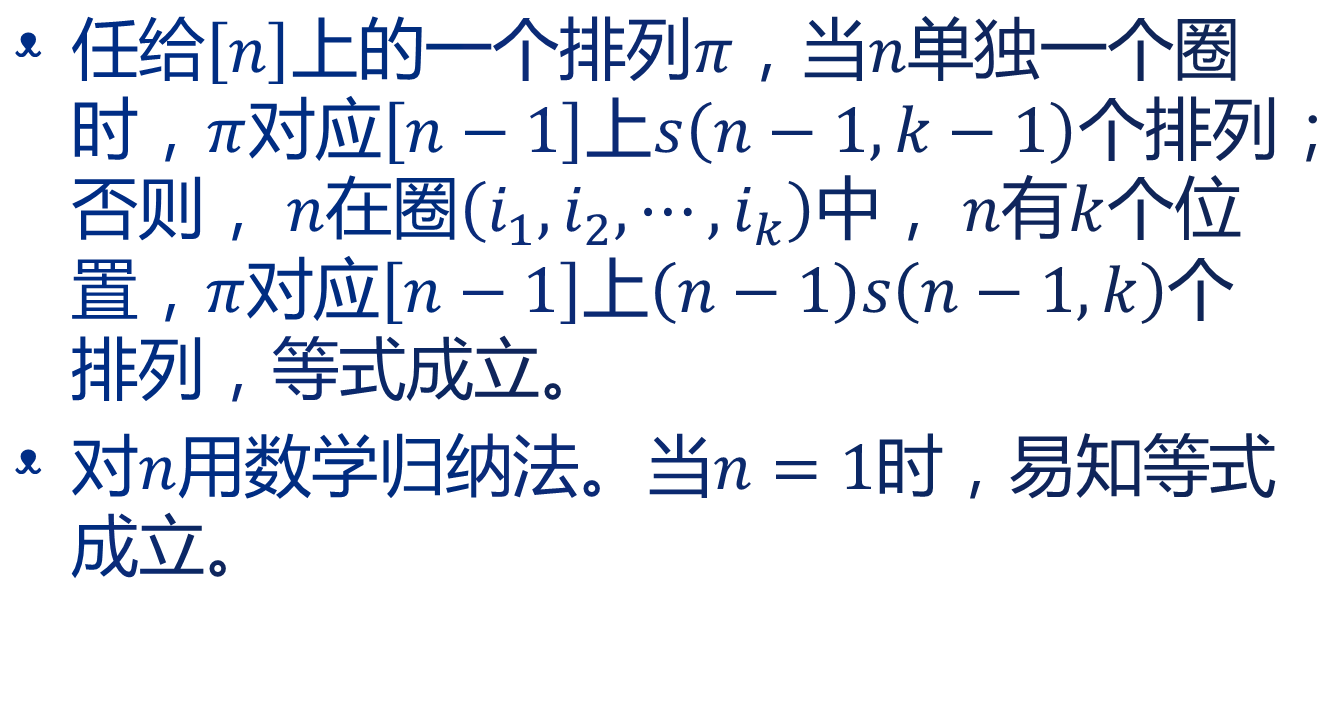 任给[n]上的一个排列π，当n单独一个圈
时，π对应[n − 1]上s(n − 1, k − 1)个排列；
否则， n在圈(i₁, i₂, ⋯ , iₖ)中， n有k个位
置，π对应[n − 1]上(n − 1)s(n − 1, k)个
排列，等式成立。
对n用数学归纳法。当n = 1时，易知等式
成立。